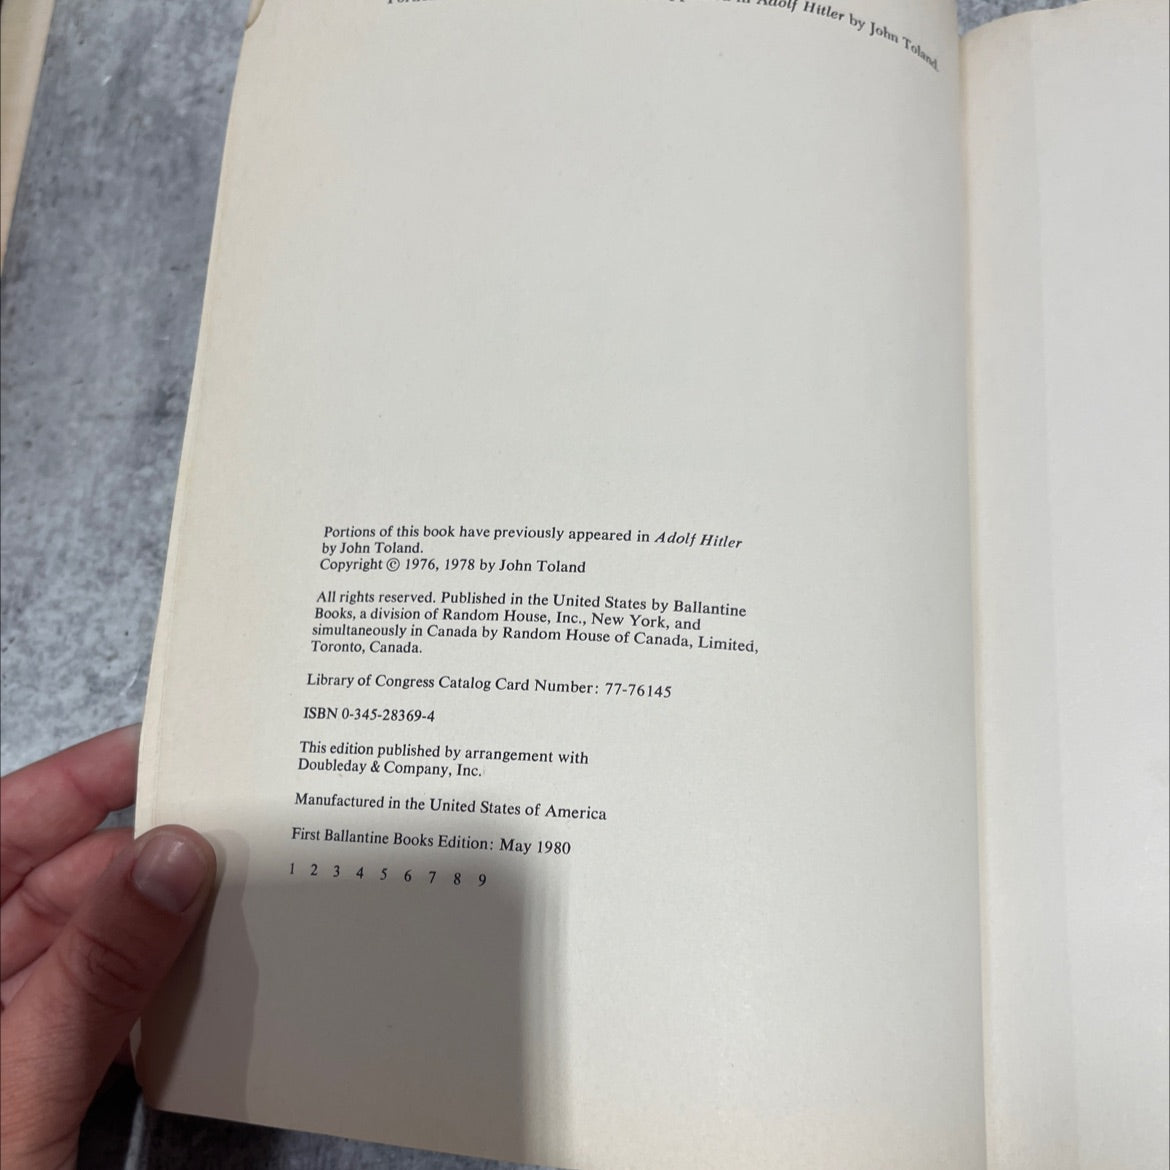 in Adolf Hitler by John Toland.
Portions of this book have previously appeared in Adolf Hitler
by John Toland.
Copyright © 1976, 1978 by John Toland
All rights reserved. Published in the United States by Ballantine
Books, a division of Random House, Inc., New York, and
simultaneously in Canada by Random House of Canada, Limited,
Toronto, Canada.
Library of Congress Catalog Card Number: 77-76145
ISBN 0-345-28369-4
This edition published by arrangement with
Doubleday & Company, Inc.
Manufactured in the United States of America
First Ballantine Books Edition: May 1980
1 2 3 4 5 6 7 8 9